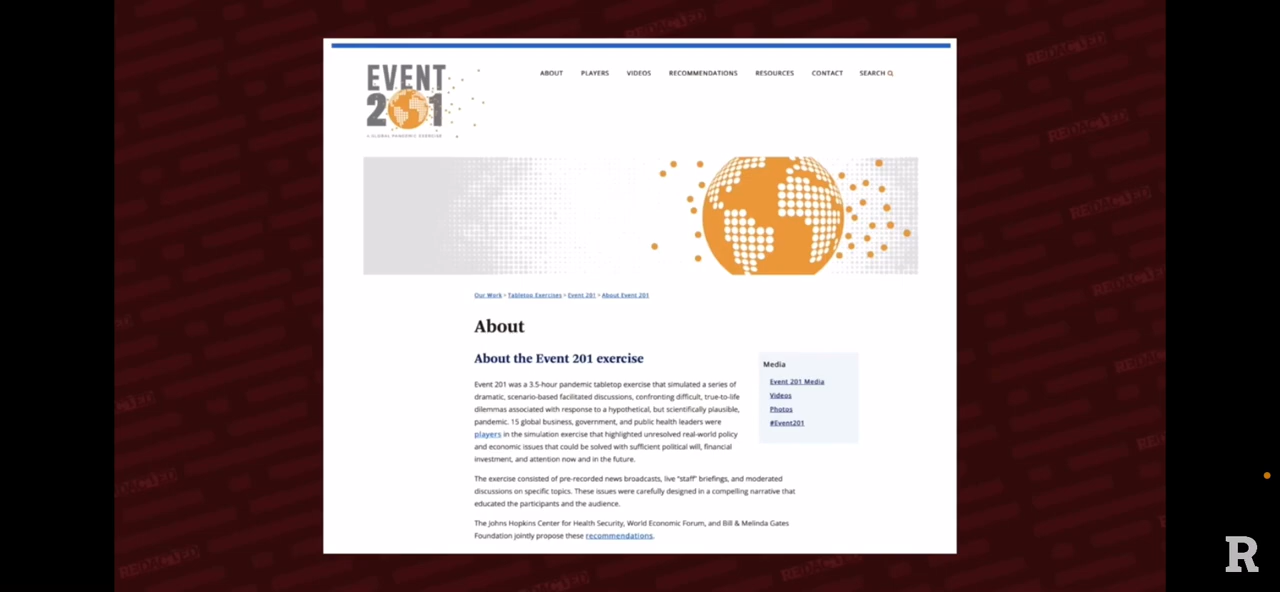 EVENT
201
A GLOBAL PANDEMIC EXERCISE
ABOUT PLAYERS VIDEOS RECOMMENDATIONS RESOURCES CONTACT SEARCH
Our Work > Tabletop Exercises > Event 201 > About Event 201
About
About the Event 201 exercise
Event 201 was a 3.5-hour pandemic tabletop exercise that simulated a series of
dramatic, scenario-based facilitated discussions, confronting difficult, true-to-life
dilemmas associated with response to a hypothetical, but scientifically plausible,
pandemic. 15 global business, government, and public health leaders were
players in the simulation exercise that highlighted unresolved real-world policy
and economic issues that could be solved with sufficient political will, financial
investment, and attention now and in the future.
The exercise consisted of pre-recorded news broadcasts, live “staff” briefings, and moderated
discussions on specific topics. These issues were carefully designed in a compelling narrative that
educated the participants and the audience.
The Johns Hopkins Center for Health Security, World Economic Forum, and Bill & Melinda Gates
Foundation jointly propose these recommendations.
Media
Event 201 Media
Videos
Photos
#Event201
REDACTED
REDACTED
REDACTED
REDACTED
REDACTED
REDACTED
R